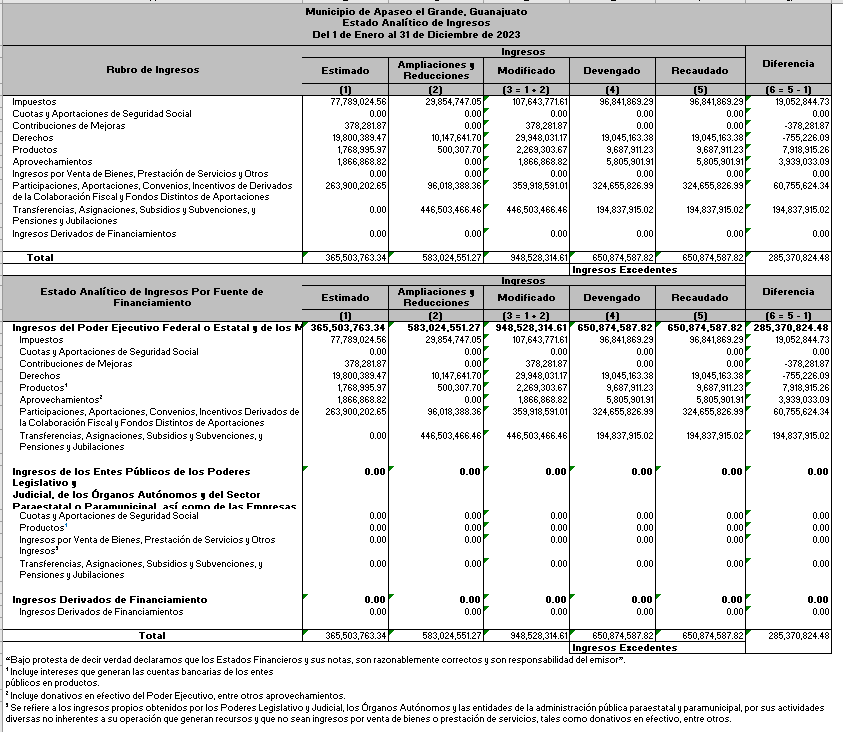 Municipio de Apaseo el Grande, Guanajuato
Estado Analítico de Ingresos
Del 1 de Enero al 31 de Diciembre de 2023
Ingresos
Rubro de Ingresos Estimado Ampliaciones y Reducciones Modificado Devengado Recaudado Diferencia
(1) (2) (3 = 1 + 2) (4) (5) (6 = 5 - 1)
Impuestos 77,789,024.56 29,854,747.05 107,643,771.61 96,841,869.29 96,841,869.29 19,052,844.73
Cuotas y Aportaciones de Seguridad Social 0.00 0.00 0.00 0.00 0.00 0.00
Contribuciones de Mejoras 378,281.87 0.00 378,281.87 0.00 0.00 -378,281.87
Derechos 19,800,389.47 10,147,641.70 29,948,031.17 19,045,163.38 19,045,163.38 -755,226.09
Productos 1,768,995.97 500,307.70 2,269,303.67 9,687,911.23 9,687,911.23 7,918,915.26
Aprovechamientos 1,866,868.82 0.00 1,866,868.82 5,805,901.91 5,805,901.91 3,939,033.09
Ingresos por Venta de Bienes, Prestación de Servicios y Otros 0.00 0.00 0.00 0.00 0.00 0.00
Participaciones, Aportaciones, Convenios, Incentivos de Derivados 263,900,202.65 96,018,388.36 359,918,591.01 324,655,826.99 324,655,826.99 60,755,624.34
de la Colaboración Fiscal y Fondos Distintos de Aportaciones
Transferencias, Asignaciones, Subsidios y Subvenciones, y 0.00 446,503,466.46 446,503,466.46 194,837,915.02 194,837,915.02 194,837,915.02
Pensiones y Jubilaciones
Ingresos Derivados de Financiamientos 0.00 0.00 0.00 0.00 0.00 0.00
Total 365,503,763.34 583,024,551.27 948,528,314.61 650,874,587.82 650,874,587.82 285,370,824.48
Ingresos Excedentes
Ingresos
Estado Analítico de Ingresos Por Fuente de Financiamiento Estimado Ampliaciones y Reducciones Modificado Devengado Recaudado Diferencia
(1) (2) (3 = 1 + 2) (4) (5) (6 = 5 - 1)
Ingresos del Poder Ejecutivo Federal o Estatal y de los M 365,503,763.34 583,024,551.27 948,528,314.61 650,874,587.82 650,874,587.82 285,370,824.48
Impuestos 77,789,024.56 29,854,747.05 107,643,771.61 96,841,869.29 96,841,869.29 19,052,844.73
Cuotas y Aportaciones de Seguridad Social 0.00 0.00 0.00 0.00 0.00 0.00
Contribuciones de Mejoras 378,281.87 0.00 378,281.87 0.00 0.00 -378,281.87
Derechos 19,800,389.47 10,147,641.70 29,948,031.17 19,045,163.38 19,045,163.38 -755,226.09
Productos¹ 1,768,995.97 500,307.70 2,269,303.67 9,687,911.23 9,687,911.23 7,918,915.26
Aprovechamientos² 1,866,868.82 0.00 1,866,868.82 5,805,901.91 5,805,901.91 3,939,033.09
Participaciones, Aportaciones, Convenios, Incentivos Derivados de 263,900,202.65 96,018,388.36 359,918,591.01 324,655,826.99 324,655,826.99 60,755,624.34
la Colaboración Fiscal y Fondos Distintos de Aportaciones
Transferencias, Asignaciones, Subsidios y Subvenciones, y 0.00 446,503,466.46 446,503,466.46 194,837,915.02 194,837,915.02 194,837,915.02
Pensiones y Jubilaciones
Ingresos de los Entes Públicos de los Poderes 0.00 0.00 0.00 0.00 0.00 0.00
Legislativo y
Judicial, de los Órganos Autónomos y del Sector
Paraestatal o Paramunicipal, así como de las Empresas
Cuotas y Aportaciones de Seguridad Social 0.00 0.00 0.00 0.00 0.00 0.00
Productos¹ 0.00 0.00 0.00 0.00 0.00 0.00
Ingresos por Venta de Bienes, Prestación de Servicios y Otros 0.00 0.00 0.00 0.00 0.00 0.00
Ingresos³
Transferencias, Asignaciones, Subsidios y Subvenciones, y 0.00 0.00 0.00 0.00 0.00 0.00
Pensiones y Jubilaciones
Ingresos Derivados de Financiamiento 0.00 0.00 0.00 0.00 0.00 0.00
Ingresos Derivados de Financiamientos 0.00 0.00 0.00 0.00 0.00 0.00
Total 365,503,763.34 583,024,551.27 948,528,314.61 650,874,587.82 650,874,587.82 285,370,824.48
Ingresos Excedentes
“Bajo protesta de decir verdad declaramos que los Estados Financieros y sus notas, son razonablemente correctos y son responsabilidad del emisor”.
¹ Incluye intereses que generan las cuentas bancarias de los entes
públicos en productos.
² Incluye donativos en efectivo del Poder Ejecutivo, entre otros aprovechamientos.
³ Se refiere a los ingresos propios obtenidos por los Poderes Legislativo y Judicial, los Órganos Autónomos y las entidades de la administración pública paraestatal y paramunicipal, por sus actividades
diversas no inherentes a su operación que generan recursos y que no sean ingresos por venta de bienes o prestación de servicios, tales como donativos en efectivo, entre otros.